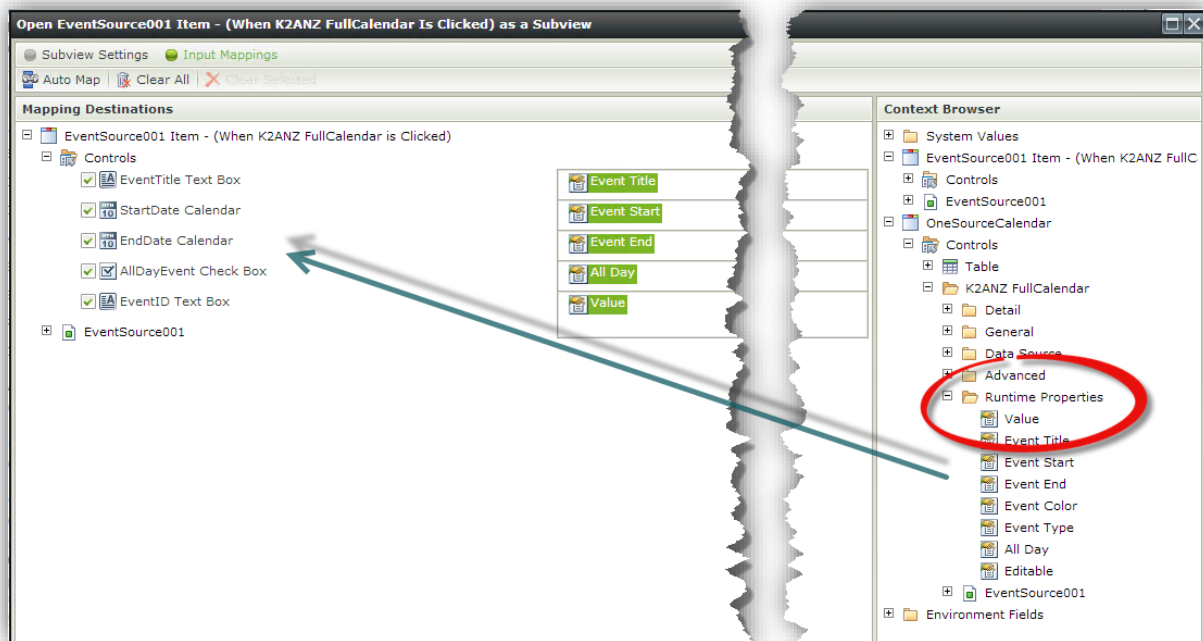 Open EventSource001 Item - (When K2ANZ FullCalendar Is Clicked) as a Subview
Subview Settings Input Mappings
Auto Map Clear All Clear Selected
Mapping Destinations
EventSource001 Item - (When K2ANZ FullCalendar is Clicked)
Controls
EventTitle Text Box Event Title
StartDate Calendar Event Start
EndDate Calendar Event End
AllDayEvent Check Box All Day
EventID Text Box Value
EventSource001
Context Browser
System Values
EventSource001 Item - (When K2ANZ FullC
Controls
EventSource001
OneSourceCalendar
Controls
Table
K2ANZ FullCalendar
Detail
General
Data Source
Advanced
Runtime Properties
Value
Event Title
Event Start
Event End
Event Color
Event Type
All Day
Editable
EventSource001
Environment Fields